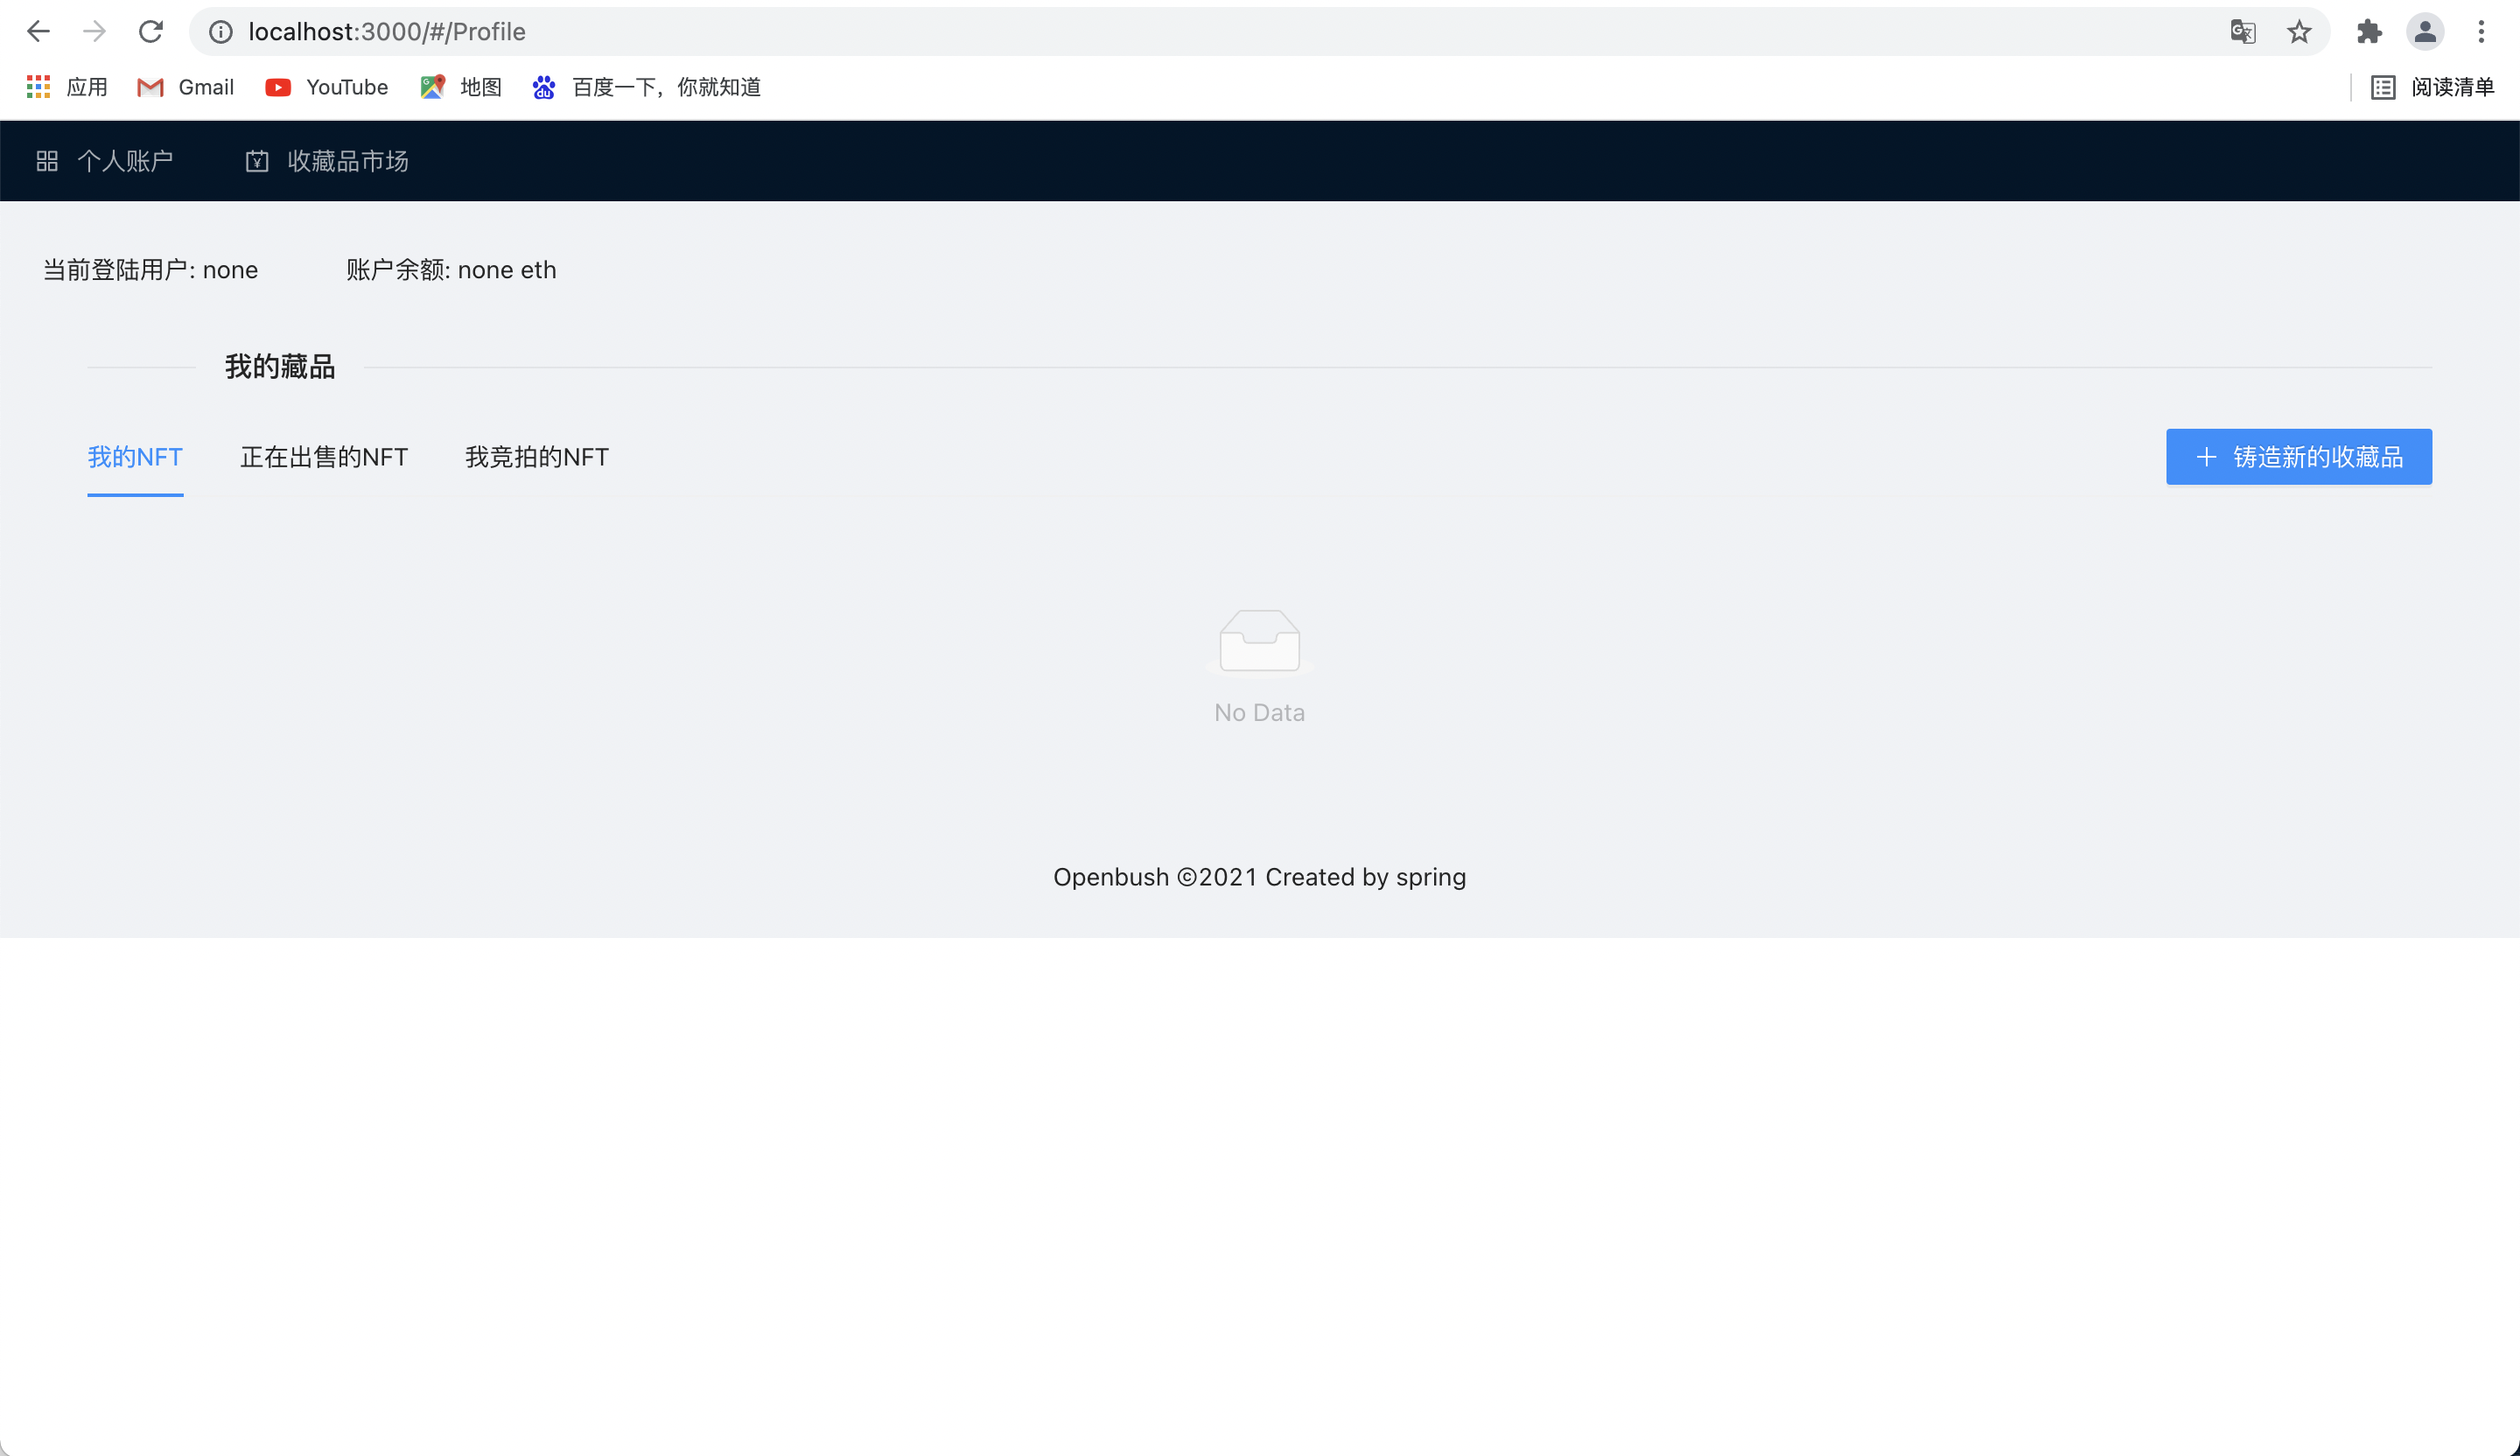 localhost:3000/#/Profile
应用 Gmail YouTube 地图 百度一下，你就知道 阅读清单
个人账户 收藏品市场
当前登陆用户: none 账户余额: none eth
我的藏品
我的NFT 正在出售的NFT 我竞拍的NFT 铸造新的收藏品
No Data
Openbush ©2021 Created by spring